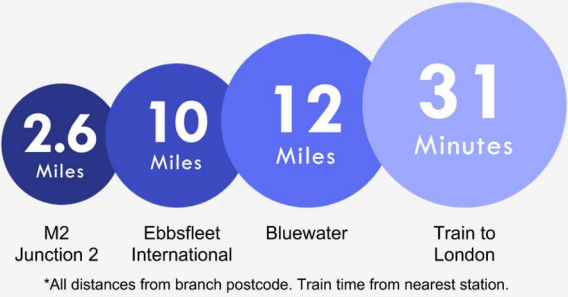 2.6
Miles
10
Miles
12
Miles
31
Minutes
M2
Junction 2
Ebbsfleet
International
Bluewater
Train to
London
*All distances from branch postcode. Train time from nearest station.